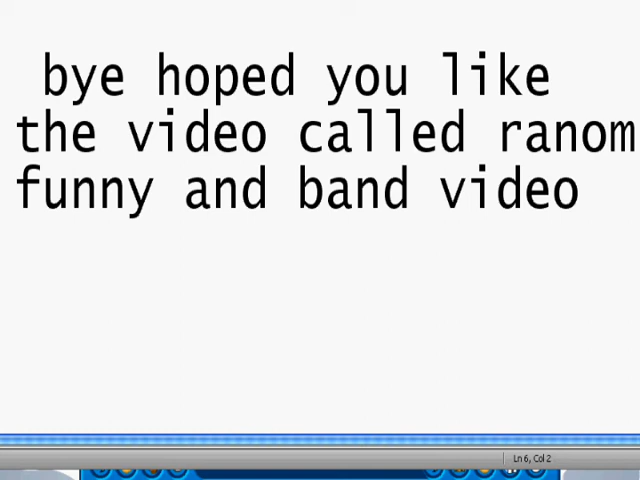 bye hoped you like
the video called ranom
funny and band video
Ln 6, Col 2